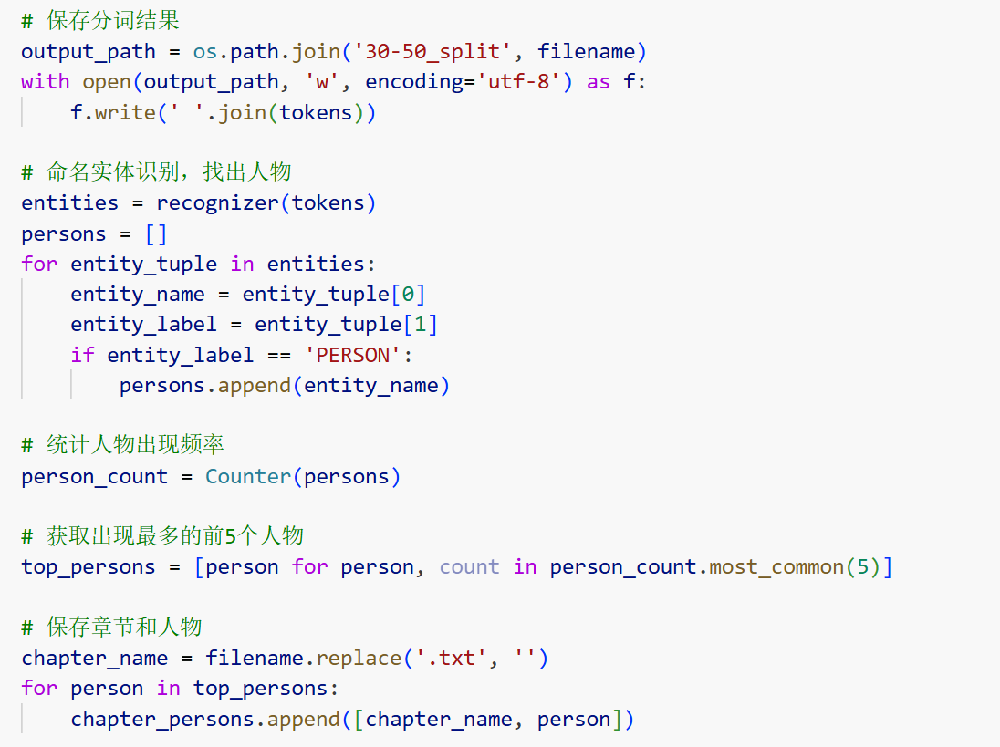 # 保存分词结果
output_path = os.path.join('30-50_split', filename)
with open(output_path, 'w', encoding='utf-8') as f:
    f.write(' '.join(tokens))

# 命名实体识别，找出人物
entities = recognizer(tokens)
persons = []
for entity_tuple in entities:
    entity_name = entity_tuple[0]
    entity_label = entity_tuple[1]
    if entity_label == 'PERSON':
        persons.append(entity_name)

# 统计人物出现频率
person_count = Counter(persons)

# 获取出现最多的前5个人物
top_persons = [person for person, count in person_count.most_common(5)]

# 保存章节和人物
chapter_name = filename.replace('.txt', '')
for person in top_persons:
    chapter_persons.append([chapter_name, person])